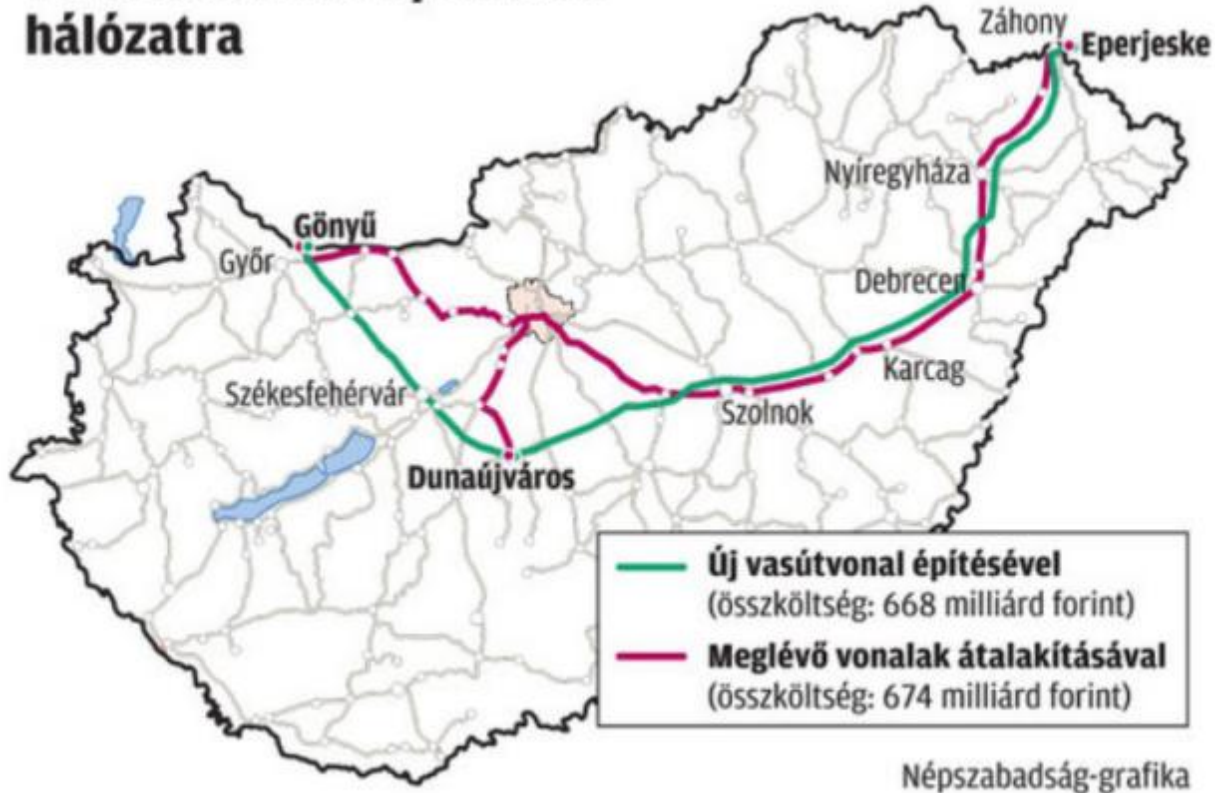 hálózatra
Záhony
Eperjeske
Nyíregyháza
Gönyű
Győr
Debrecen
Karcag
Székesfehérvár
Szolnok
Dunaújváros
Új vasútvonal építésével
(összköltség: 668 milliárd forint)
Meglévő vonalak átalakításával
(összköltség: 674 milliárd forint)
Népszabadság-grafika